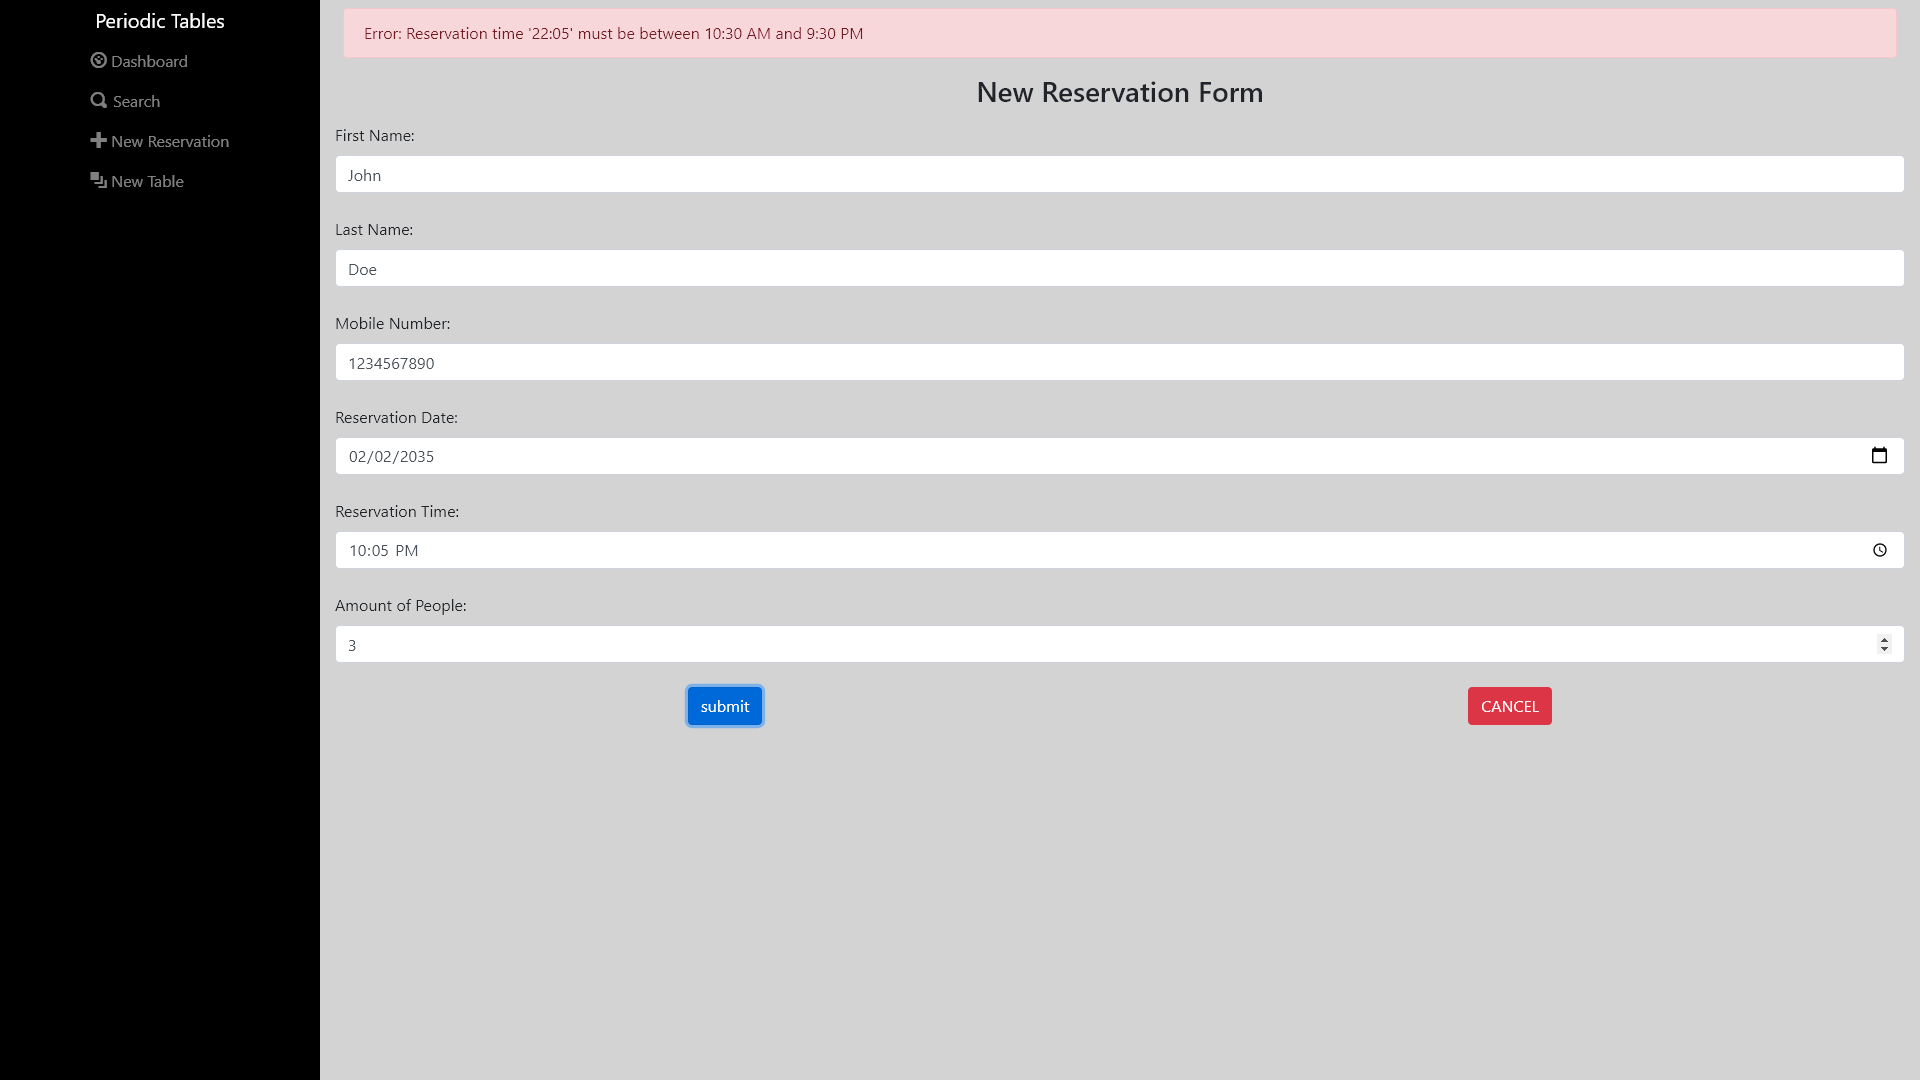 Periodic Tables
Dashboard
Search
New Reservation
New Table
Error: Reservation time '22:05' must be between 10:30 AM and 9:30 PM
New Reservation Form
First Name:
John
Last Name:
Doe
Mobile Number:
1234567890
Reservation Date:
02/02/2035
Reservation Time:
10:05 PM
Amount of People:
3
submit
CANCEL